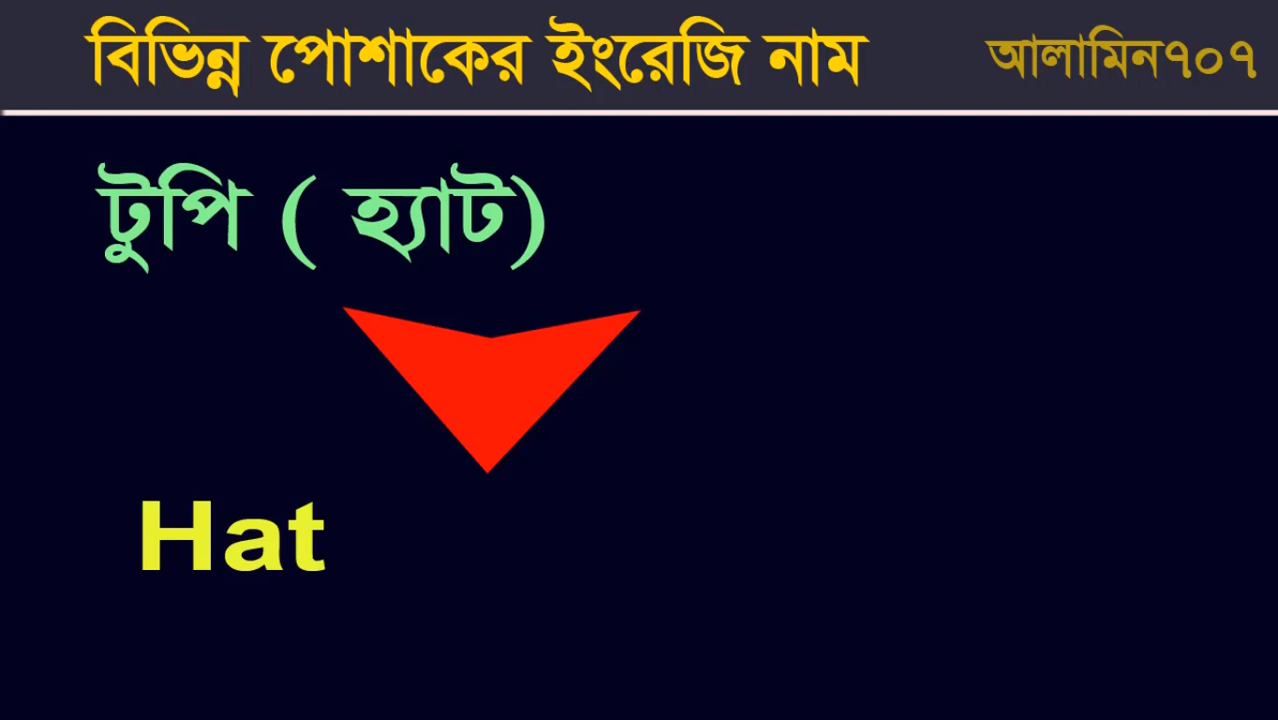 বিভিন্ন পোশাকের ইংরেজি নাম
আলামিন৭০৭
টুপি ( হ্যাট)
Hat